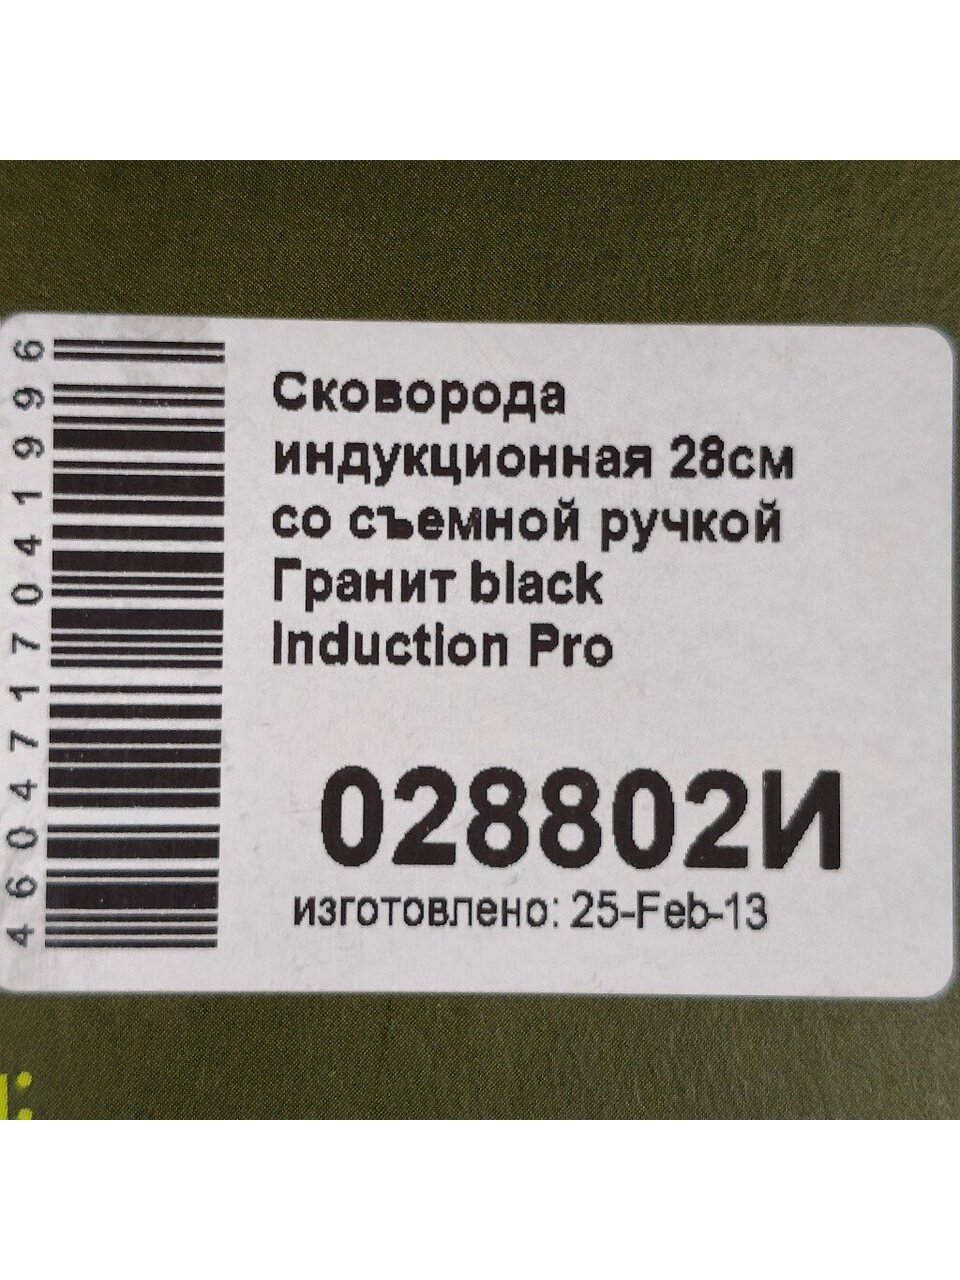 Сковорода
индукционная 28см
со съемной ручкой
Гранит black
Induction Pro
028802И
изготовлено: 25-Feb-13
4604717041996